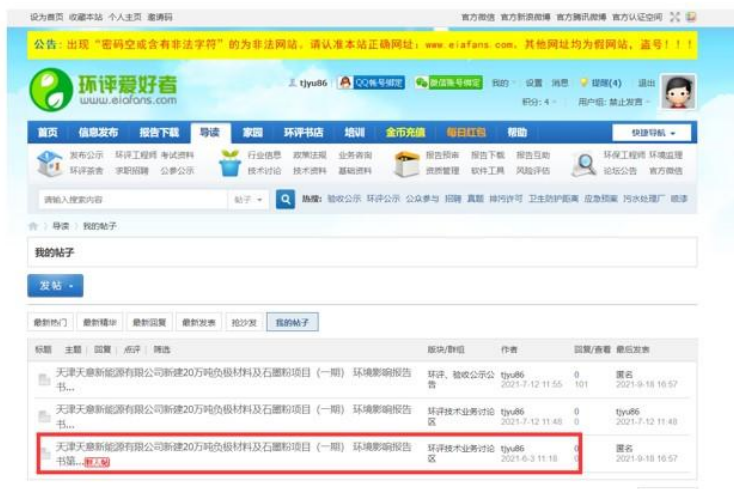 设为首页 收藏本站 个人主页 邀请码
官方微信 官方新浪微博 官方腾讯微博 官方认证空间
公告：出现“密码空或含有非法字符”的为非法网站，请认准本站正确网址：www.eiafans.com，其他网址均为假网站、盗号！！！
环评爱好者
www.eiafans.com
tjyu86 QQ帐号绑定 微信账号绑定 我的 设置 消息 提醒(4) 退出
积分: 4 用户组: 禁止发言
首页 信息发布 报告下载 导读 家园 环评书店 培训 金币充值 每日红包 帮助 快捷导航
发布公示 环评工程师 考试资料 行业信息 政策法规 业务咨询 报告预审 报告下载 报告互助 环保工程师 环境监理
环评茶舍 求职招聘 公参公示 技术讨论 技术资料 基础资料 资质管理 软件工具 风险评估 论坛公告 官方微信
请输入搜索内容 帖子 热搜: 验收公示 环评公示 公众参与 招聘 真题 排污许可 卫生防护距离 应急预案 污水处理厂 喷漆
导读 我的帖子
我的帖子
发帖
最新热门 最新精华 最新回复 最新发表 抢沙发 我的帖子
标题 主题 回复 点评 筛选 版块/群组 作者 回复/查看 最后发表
天津天意新能源有限公司新建20万吨负极材料及石墨粉项目（一期） 环境影响报告 环评、验收公示公 tjyu86 0 匿名
书... 告 2021-7-12 11:55 101 2021-9-18 16:57
天津天意新能源有限公司新建20万吨负极材料及石墨粉项目（一期） 环境影响报告 环评技术业务讨论 tjyu86 0 tjyu86
书... 区 2021-7-12 11:48 0 2021-7-12 11:48
天津天意新能源有限公司新建20万吨负极材料及石墨粉项目（一期） 环境影响报告 环评技术业务讨论 tjyu86 0 匿名
书第... 新人帖 区 2021-6-3 11:18 0 2021-9-18 16:57